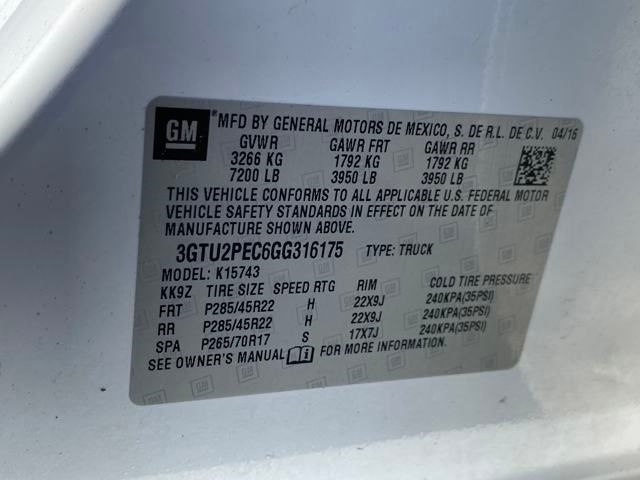 GM ®MFD BY GENERAL MOTORS DE MEXICO, S. DE R.L. DE C.V. 04/16
GVWR GAWR FRT GAWR RR
3266 KG 1792 KG 1792 KG
7200 LB 3950 LB 3950 LB
THIS VEHICLE CONFORMS TO ALL APPLICABLE U.S. FEDERAL MOTOR
VEHICLE SAFETY STANDARDS IN EFFECT ON THE DATE OF
MANUFACTURE SHOWN ABOVE.
3GTU2PEC6GG316175 TYPE: TRUCK
MODEL: K15743
KK9Z TIRE SIZE SPEED RTG RIM COLD TIRE PRESSURE
FRT P285/45R22 H 22X9J 240KPA(35PSI)
RR P285/45R22 H 22X9J 240KPA(35PSI)
SPA P265/70R17 S 17X7J 240KPA(35PSI)
SEE OWNER'S MANUAL FOR MORE INFORMATION.